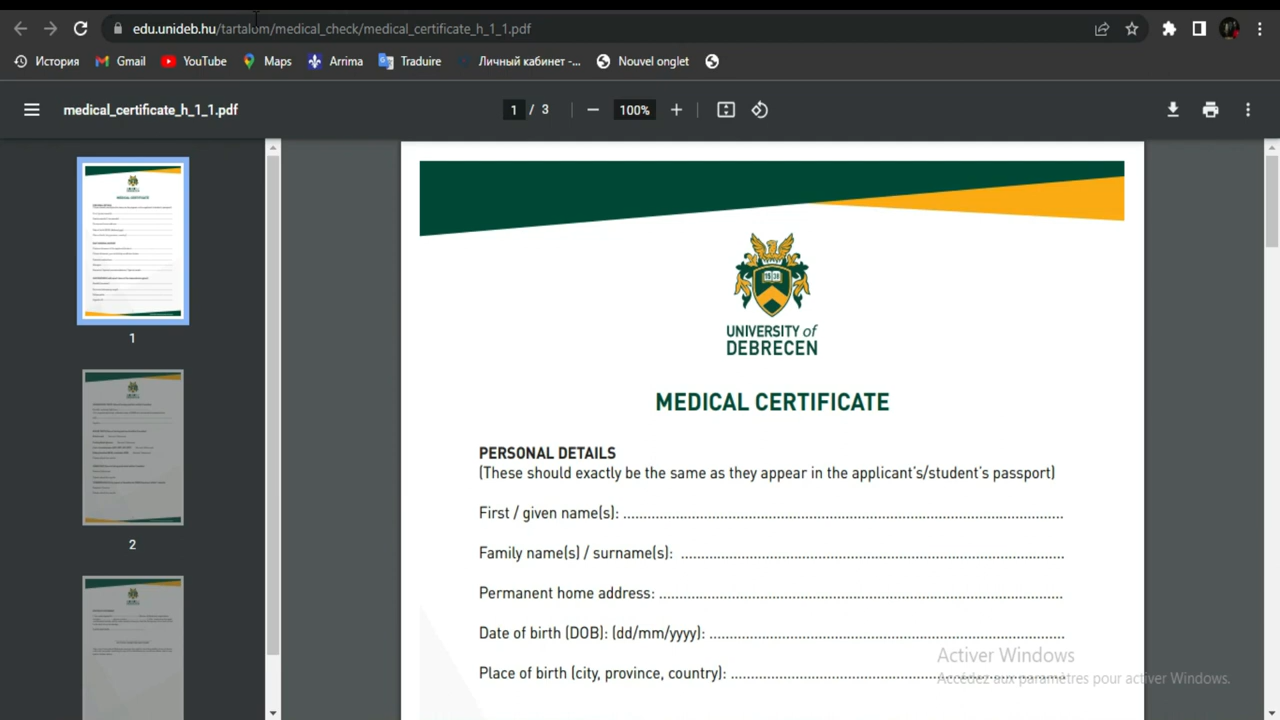 edu.unideb.hu/tartalom/medical_check/medical_certificate_h_1_1.pdf
История Gmail YouTube Maps Arrima Traduire Личный кабинет -... Nouvel onglet
medical_certificate_h_1_1.pdf 1 / 3 100%
1
2
UNIVERSITY of
DEBRECEN
MEDICAL CERTIFICATE
PERSONAL DETAILS
(These should exactly be the same as they appear in the applicant's/student's passport)
First / given name(s):
Family name(s) / surname(s):
Permanent home address:
Date of birth (DOB): (dd/mm/yyyy):
Place of birth (city, province, country):
Activer Windows
Accédez aux paramètres pour activer Windows.